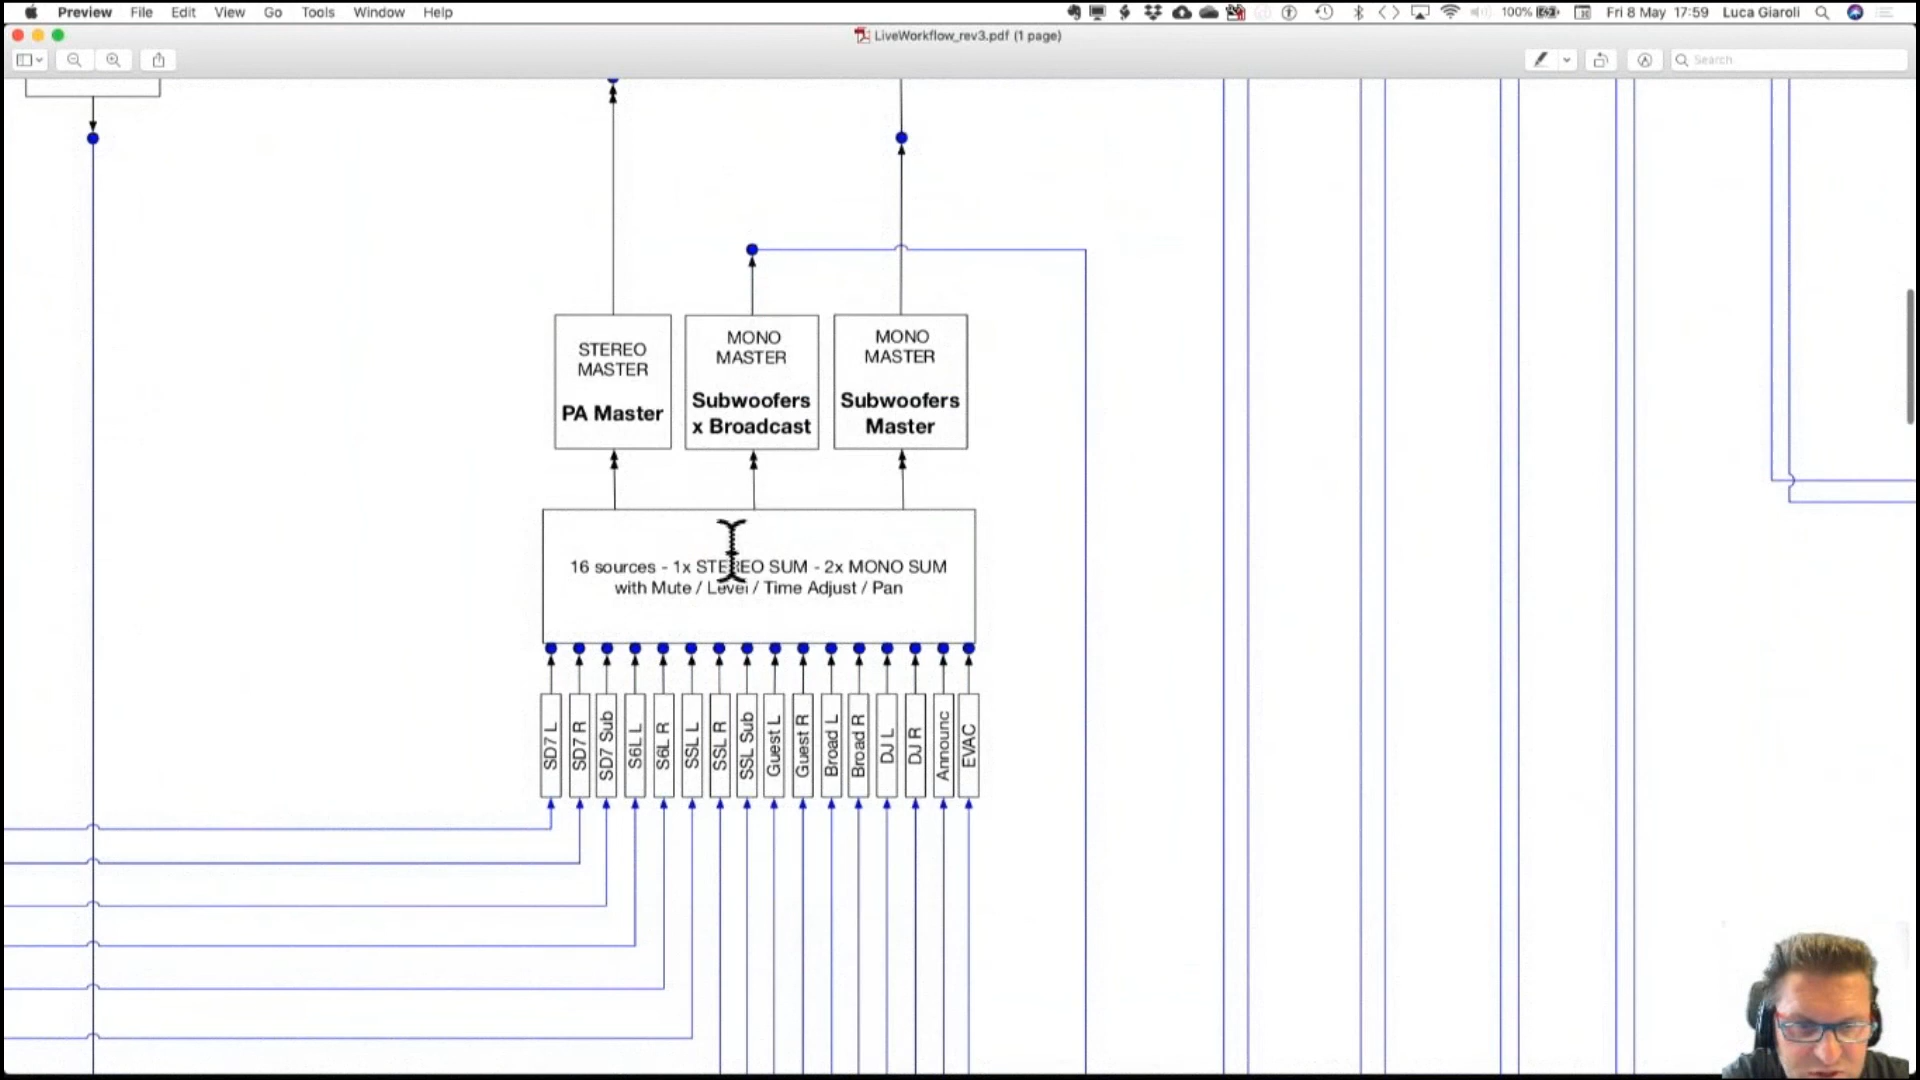 Preview File Edit View Go Tools Window Help
100% Fri 8 May 17:59 Luca Giaroli
LiveWorkflow_rev3.pdf (1 page)
Search
STEREO
MASTER
PA Master
MONO
MASTER
Subwoofers
x Broadcast
MONO
MASTER
Subwoofers
Master
16 sources - 1x STEREO SUM - 2x MONO SUM
with Mute / Level / Time Adjust / Pan
SD7 L
SD7 R
SD7 Sub
S6L L
S6L R
SSL L
SSL R
SSL Sub
Guest L
Guest R
Broad L
Broad R
DJ L
DJ R
Announc
EVAC